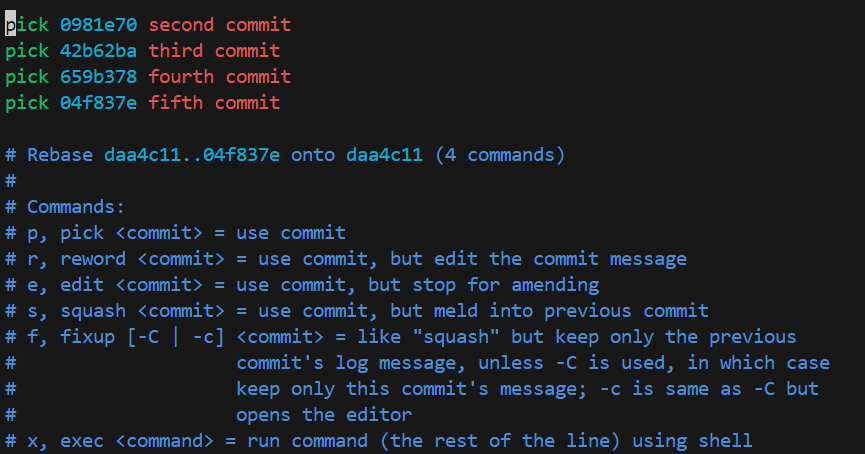 pick 0981e70 second commit
pick 42b62ba third commit
pick 659b378 fourth commit
pick 04f837e fifth commit
# Rebase daa4c11..04f837e onto daa4c11 (4 commands)
#
# Commands:
# p, pick <commit> = use commit
# r, reword <commit> = use commit, but edit the commit message
# e, edit <commit> = use commit, but stop for amending
# s, squash <commit> = use commit, but meld into previous commit
# f, fixup [-C | -c] <commit> = like "squash" but keep only the previous
#                    commit's log message, unless -C is used, in which case
#                    keep only this commit's message; -c is same as -C but
#                    opens the editor
# x, exec <command> = run command (the rest of the line) using shell